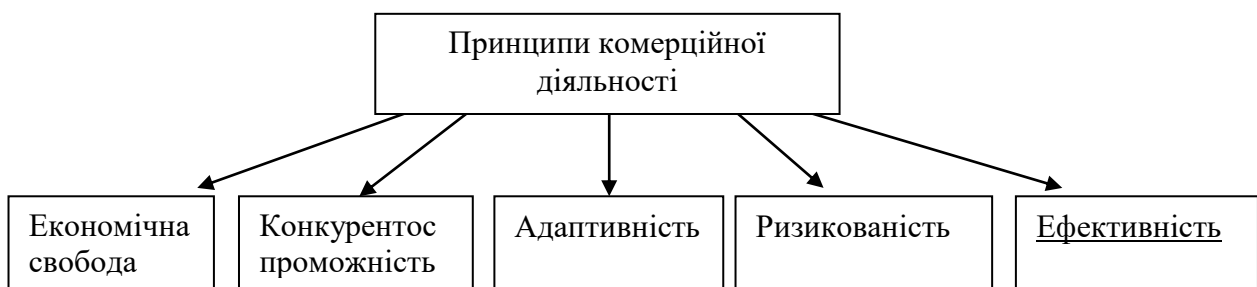 Принципи комерційної
діяльності
Економічна
свобода
Конкурентос
проможність
Адаптивність
Ризикованість
Ефективність